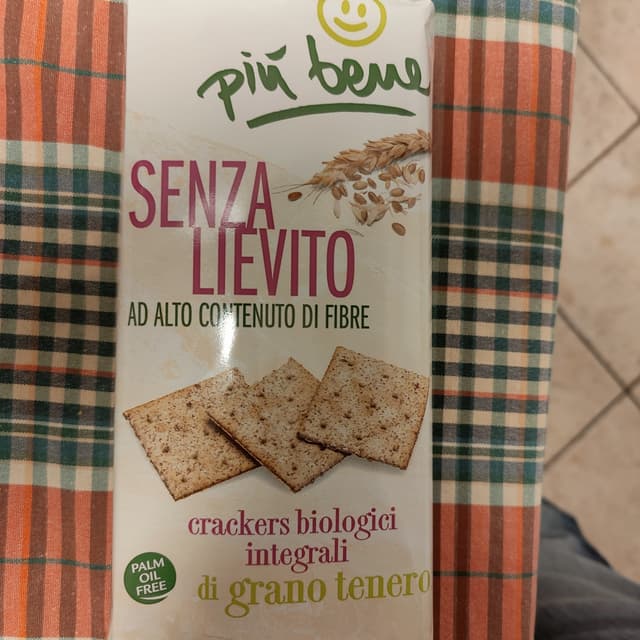 più bene
SENZA
LIEVITO
AD ALTO CONTENUTO DI FIBRE
crackers biologici
integrali
di grano tenero
PALM
OIL
FREE